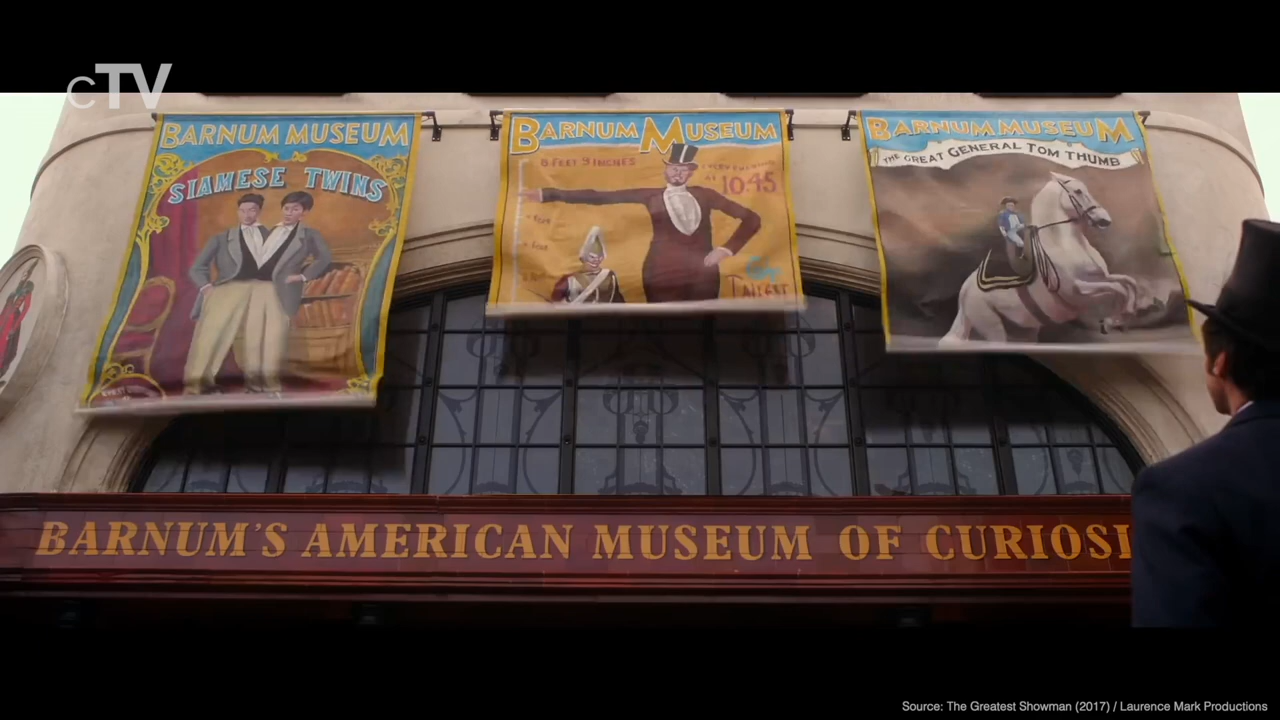 cTV
BARNUM MUSEUM
SIAMESE TWINS
BARNUM MUSEUM
8 FEET 9 INCHES
AT 10:45
BARNUM MUSEUM
THE GREAT GENERAL TOM THUMB
BARNUM'S AMERICAN MUSEUM OF CURIOSI
Source: The Greatest Showman (2017) / Laurence Mark Productions